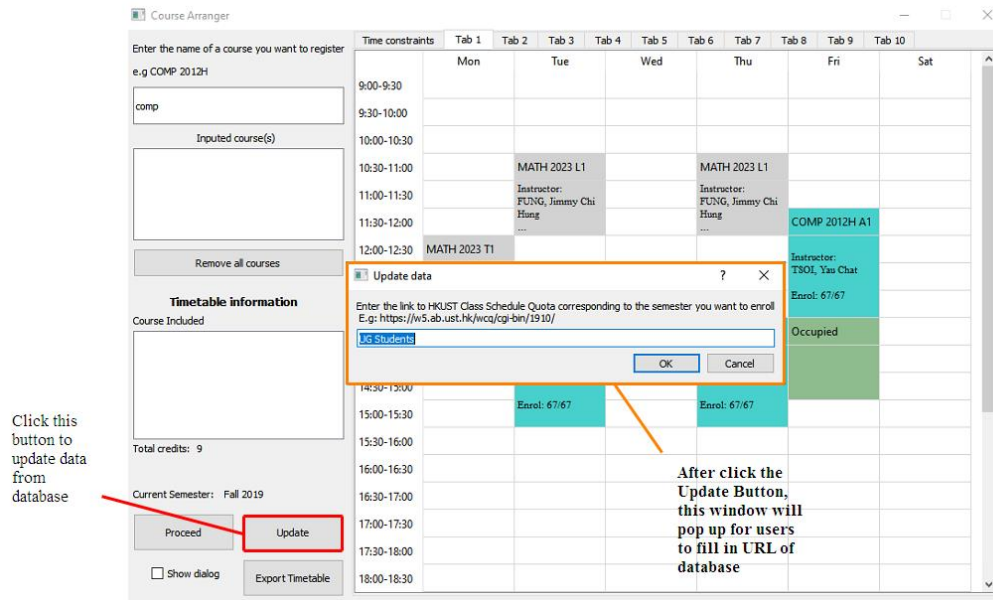 Course Arranger
Enter the name of a course you want to register
e.g COMP 2012H
comp
Inputed course(s)
Remove all courses
Timetable information
Course Included
Total credits: 9
Current Semester: Fall 2019
Proceed
Update
Show dialog
Export Timetable
Click this
button to
update data
from
database
Time constraints Tab 1 Tab 2 Tab 3 Tab 4 Tab 5 Tab 6 Tab 7 Tab 8 Tab 9 Tab 10
Mon Tue Wed Thu Fri Sat
9:00-9:30
9:30-10:00
10:00-10:30
10:30-11:00 MATH 2023 L1 MATH 2023 L1
11:00-11:30
Instructor:
FUNG, Jimmy Chi
Hung
...
Instructor:
FUNG, Jimmy Chi
Hung
...
11:30-12:00 COMP 2012H A1
12:00-12:30 MATH 2023 T1
Instructor:
TSOI, Yau Chat
Enrol: 67/67
Occupied
Update data ?
Enter the link to HKUST Class Schedule Quota corresponding to the semester you want to enroll
E.g: https://w5.ab.ust.hk/wcq/cgi-bin/1910/
UG Students
OK Cancel
14:30-15:00
15:00-15:30 Enrol: 67/67 Enrol: 67/67
15:30-16:00
16:00-16:30
16:30-17:00
17:00-17:30
17:30-18:00
18:00-18:30
After click the
Update Button,
this window will
pop up for users
to fill in URL of
database